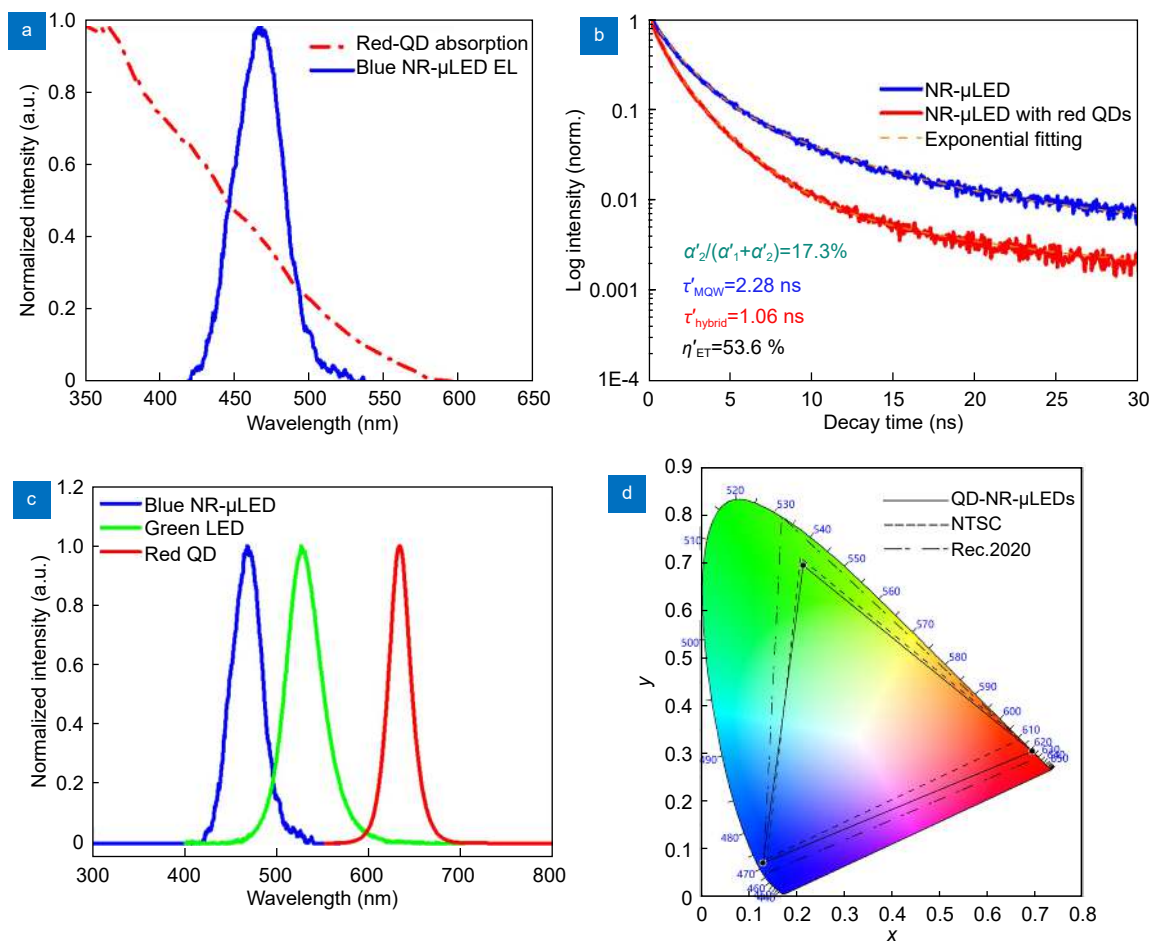 a
1.0
0.8
0.6
0.4
0.2
0
Normalized intensity (a.u.)
Red-QD absorption
Blue NR-μLED EL
350
400
450
500
550
600
650
Wavelength (nm)
b
1
0.1
0.01
0.001
1E-4
Log intensity (norm.)
NR-μLED
NR-μLED with red QDs
Exponential fitting
α′2/(α′1+α′2)=17.3%
τ′MQW=2.28 ns
τ′hybrid=1.06 ns
η′ET=53.6 %
0
5
10
15
20
25
30
Decay time (ns)
c
1.2
1.0
0.8
0.6
0.4
0.2
0
Normalized intensity (a.u.)
Blue NR-μLED
Green LED
Red QD
300
400
500
600
700
800
Wavelength (nm)
d
0.9
0.8
0.7
0.6
0.5
0.4
0.3
0.2
0.1
0
y
QD-NR-μLEDs
NTSC
Rec.2020
520
530
540
550
560
570
580
590
600
610
620
510
500
490
480
470
460
0
0.1
0.2
0.3
0.4
0.5
0.6
0.7
0.8
x